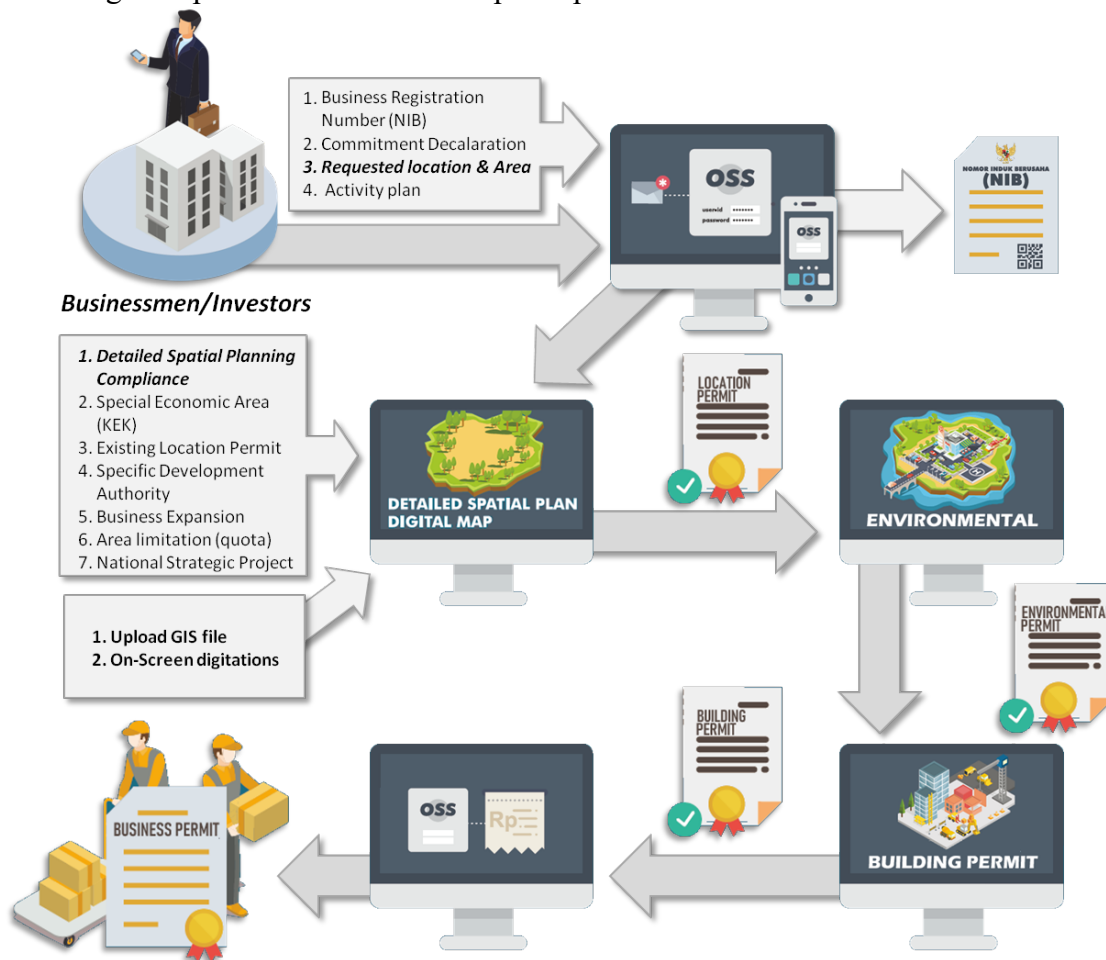 1. Business Registration
Number (NIB)
2. Commitment Decalaration
3. Requested location & Area
4. Activity plan
OSS
userid
password
OSS
NOMOR INDUK BERUSAHA
(NIB)
Businessmen/Investors
1. Detailed Spatial Planning
Compliance
2. Special Economic Area
(KEK)
3. Existing Location Permit
4. Specific Development
Authority
5. Business Expansion
6. Area limitation (quota)
7. National Strategic Project
DETAILED SPATIAL PLAN
DIGITAL MAP
LOCATION
PERMIT
ENVIRONMENTAL
1. Upload GIS file
2. On-Screen digitations
ENVIRONMENTA
PERMIT
BUILDING
PERMIT
BUSINESS PERMIT
OSS
Rp
BUILDING PERMIT